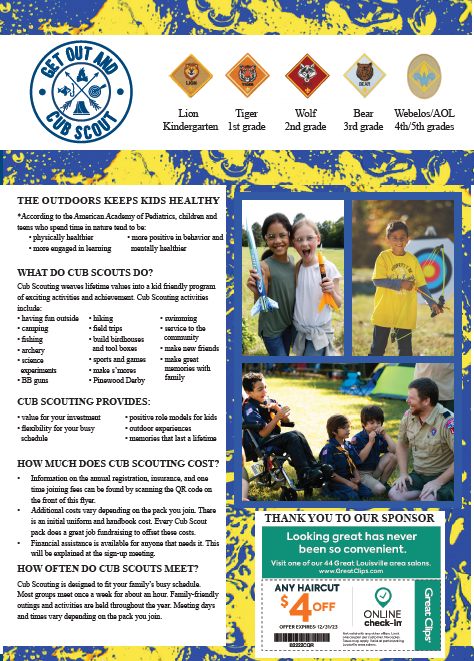 GET OUT AND
CUB SCOUT
LION
TIGER
WOLF
BEAR
Lion
Kindergarten
Tiger
1st grade
Wolf
2nd grade
Bear
3rd grade
Webelos/AOL
4th/5th grades
THE OUTDOORS KEEPS KIDS HEALTHY
*According to the American Academy of Pediatrics, children and
teens who spend time in nature tend to be:
• physically healthier
• more engaged in learning
• more positive in behavior and
mentally healthier
WHAT DO CUB SCOUTS DO?
Cub Scouting weaves lifetime values into a kid friendly program
of exciting activities and achievement. Cub Scouting activities
include:
• having fun outside
• camping
• fishing
• archery
• science
experiments
• BB guns
• hiking
• field trips
• build birdhouses
and tool boxes
• sports and games
• make s'mores
• Pinewood Derby
• swimming
• service to the
community
• make new friends
• make great
memories with
family
CUB SCOUTING PROVIDES:
• value for your investment
• flexibility for your busy
schedule
• positive role models for kids
• outdoor experiences
• memories that last a lifetime
HOW MUCH DOES CUB SCOUTING COST?
• Information on the annual registration, insurance, and one
time joining fees can be found by scanning the QR code on
the front of this flyer.
• Additional costs vary depending on the pack you join. There
is an initial uniform and handbook cost. Every Cub Scout
pack does a great job fundraising to offset these costs.
• Financial assistance is available for anyone that needs it. This
will be explained at the sign-up meeting.
HOW OFTEN DO CUB SCOUTS MEET?
Cub Scouting is designed to fit your family's busy schedule.
Most groups meet once a week for about an hour. Family-friendly
outings and activities are held throughout the year. Meeting days
and times vary depending on the pack you join.
THANK YOU TO OUR SPONSOR
Looking great has never
been so convenient.
Visit one of our 44 Great Louisville area salons.
www.GreatClips.com
ANY HAIRCUT
$4 OFF
OFFER EXPIRES 12/31/23
ONLINE
check-in
Great Clips